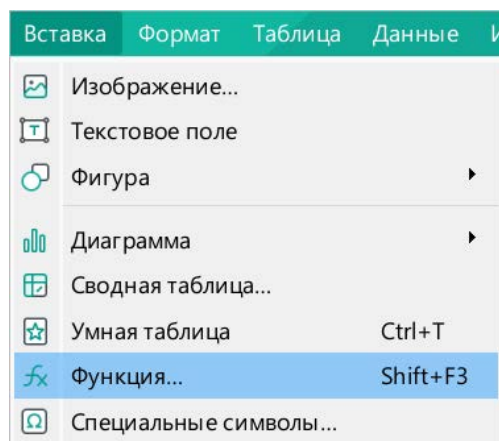 Вставка Формат Таблица Данные
Изображение...
Текстовое поле
Фигура
Диаграмма
Сводная таблица...
Умная таблица Ctrl+T
Функция... Shift+F3
Специальные символы...